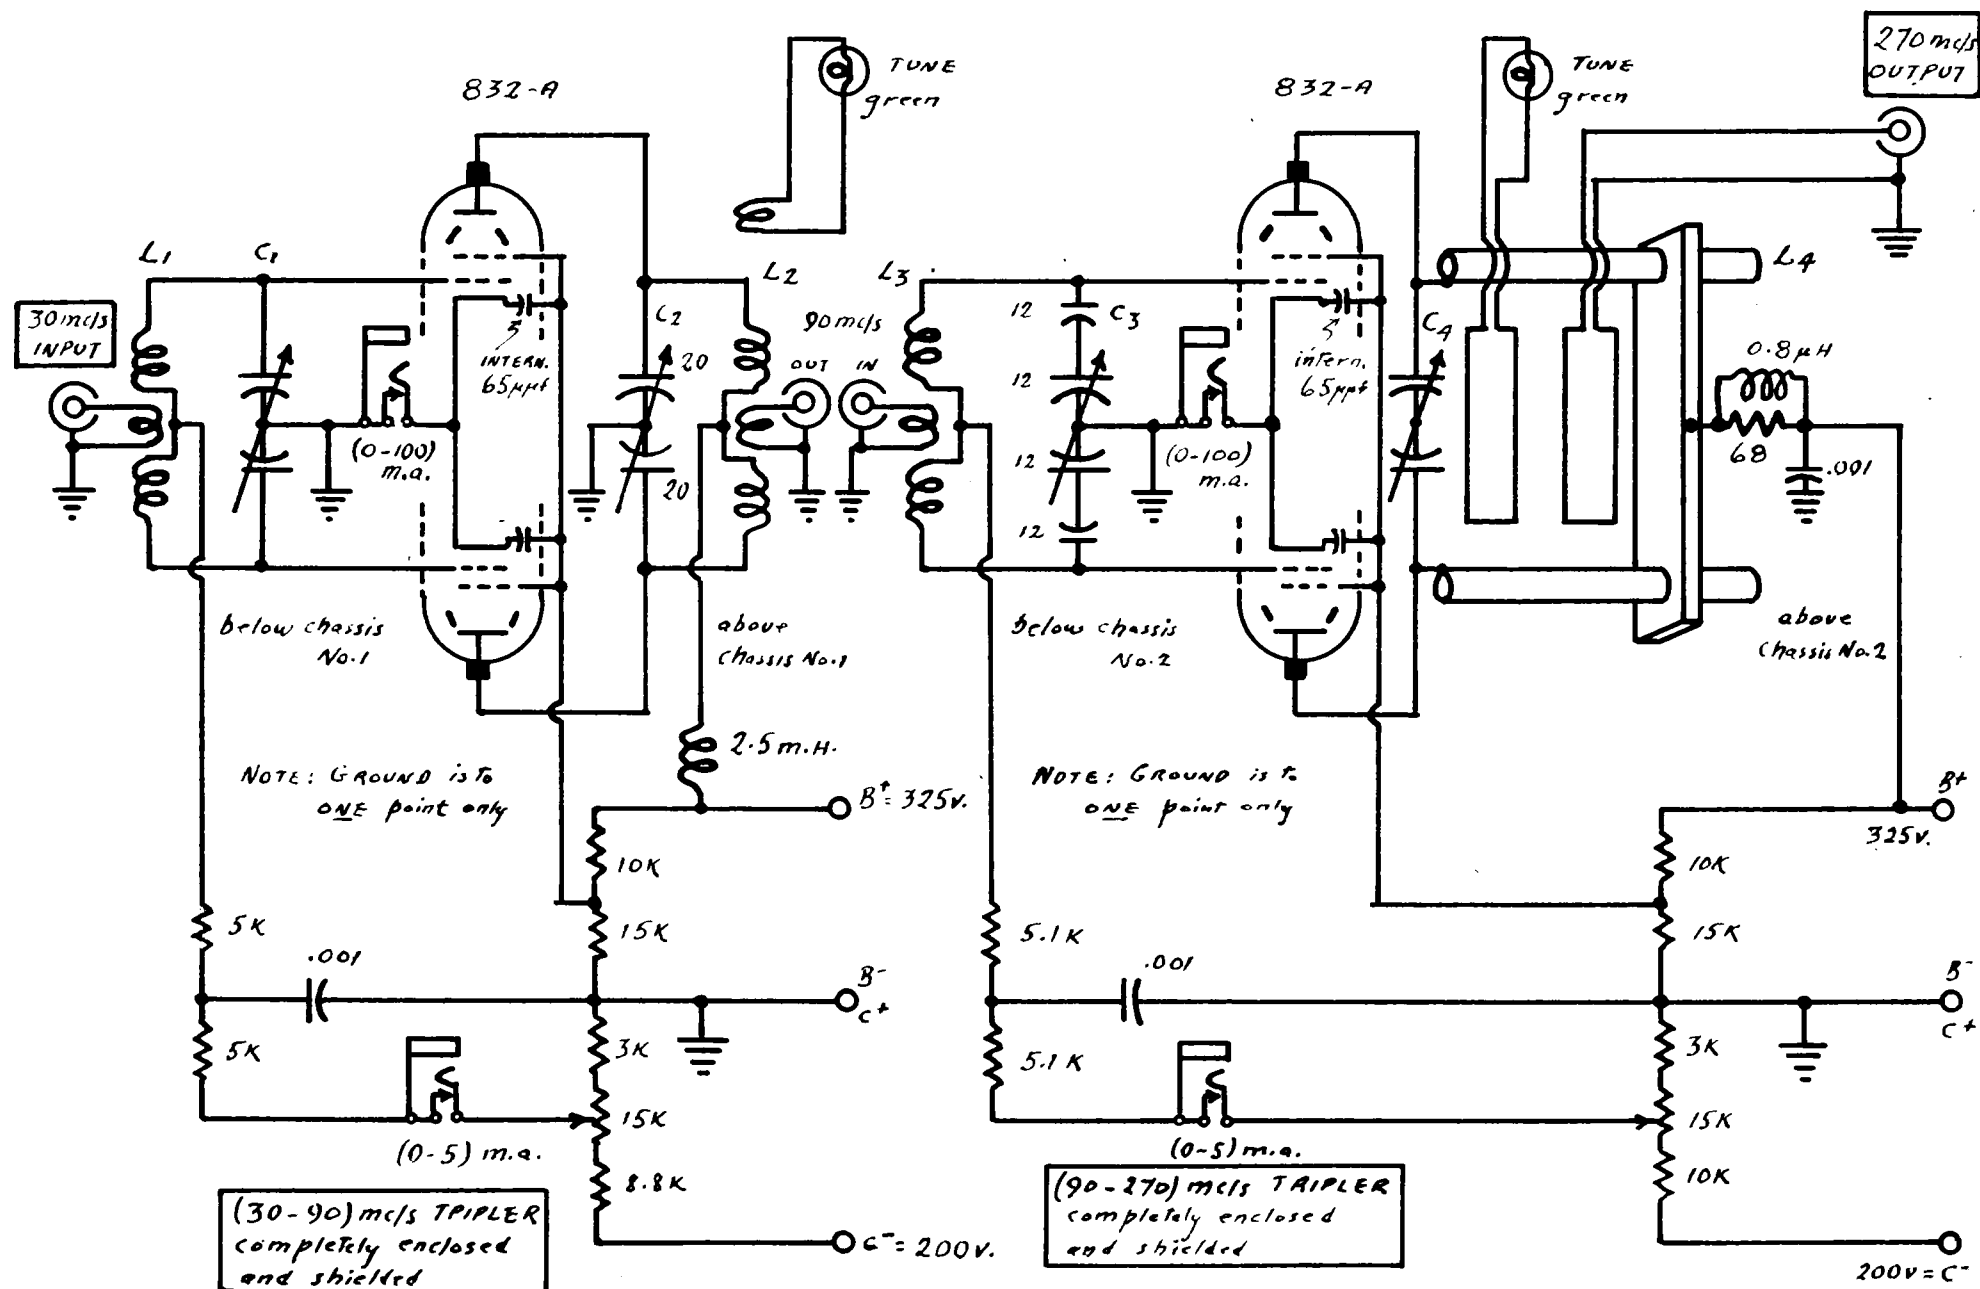 832-A
TUNE
green
832-A
TUNE
green
270 mc/s
OUTPUT
L1
C1
L2
L3
L4
30 mc/s
INPUT
INTERN.
65μμf
C2
20
20
90 mc/s
OUT
IN
12
C3
12
12
12
intern.
65μμf
C4
0.8 μH
68
.001
(0-100)
m.a.
(0-100)
m.a.
below chassis
No. 1
above
chassis No. 1
below chassis
No. 2
above
chassis No. 2
2.5 m.H.
NOTE: GROUND is to
ONE point only
B+ = 325v.
NOTE: GROUND is to
ONE point only
B+
325v.
10K
10K
5K
15K
5.1K
15K
.001
B-
C+
.001
B-
C+
5K
3K
5.1K
3K
15K
15K
(0-5) m.a.
(0-5) m.a.
8.8K
10K
(30-90) mc/s TPIPLER
completely enclosed
and shielded
C- = 200v.
(90-270) mc/s TRIPLER
completely enclosed
and shielded
200v = C-